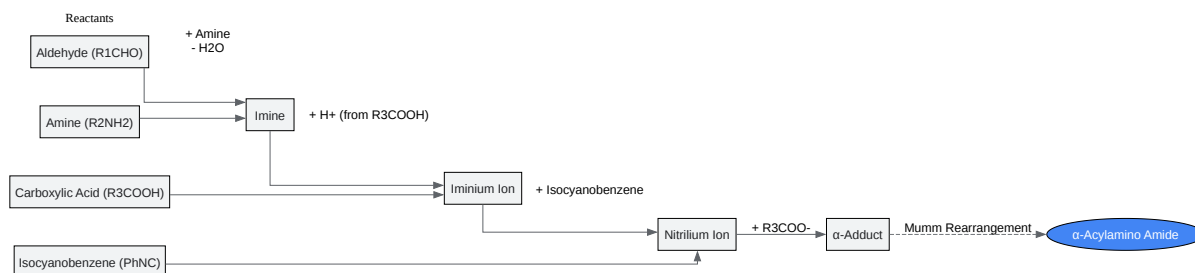 Reactants
Aldehyde (R1CHO)
+ Amine
- H2O
Amine (R2NH2)
Imine
+ H+ (from R3COOH)
Carboxylic Acid (R3COOH)
Iminium Ion
+ Isocyanobenzene
Nitrilium Ion
+ R3COO-
α-Adduct
Mumm Rearrangement
α-Acylamino Amide
Isocyanobenzene (PhNC)